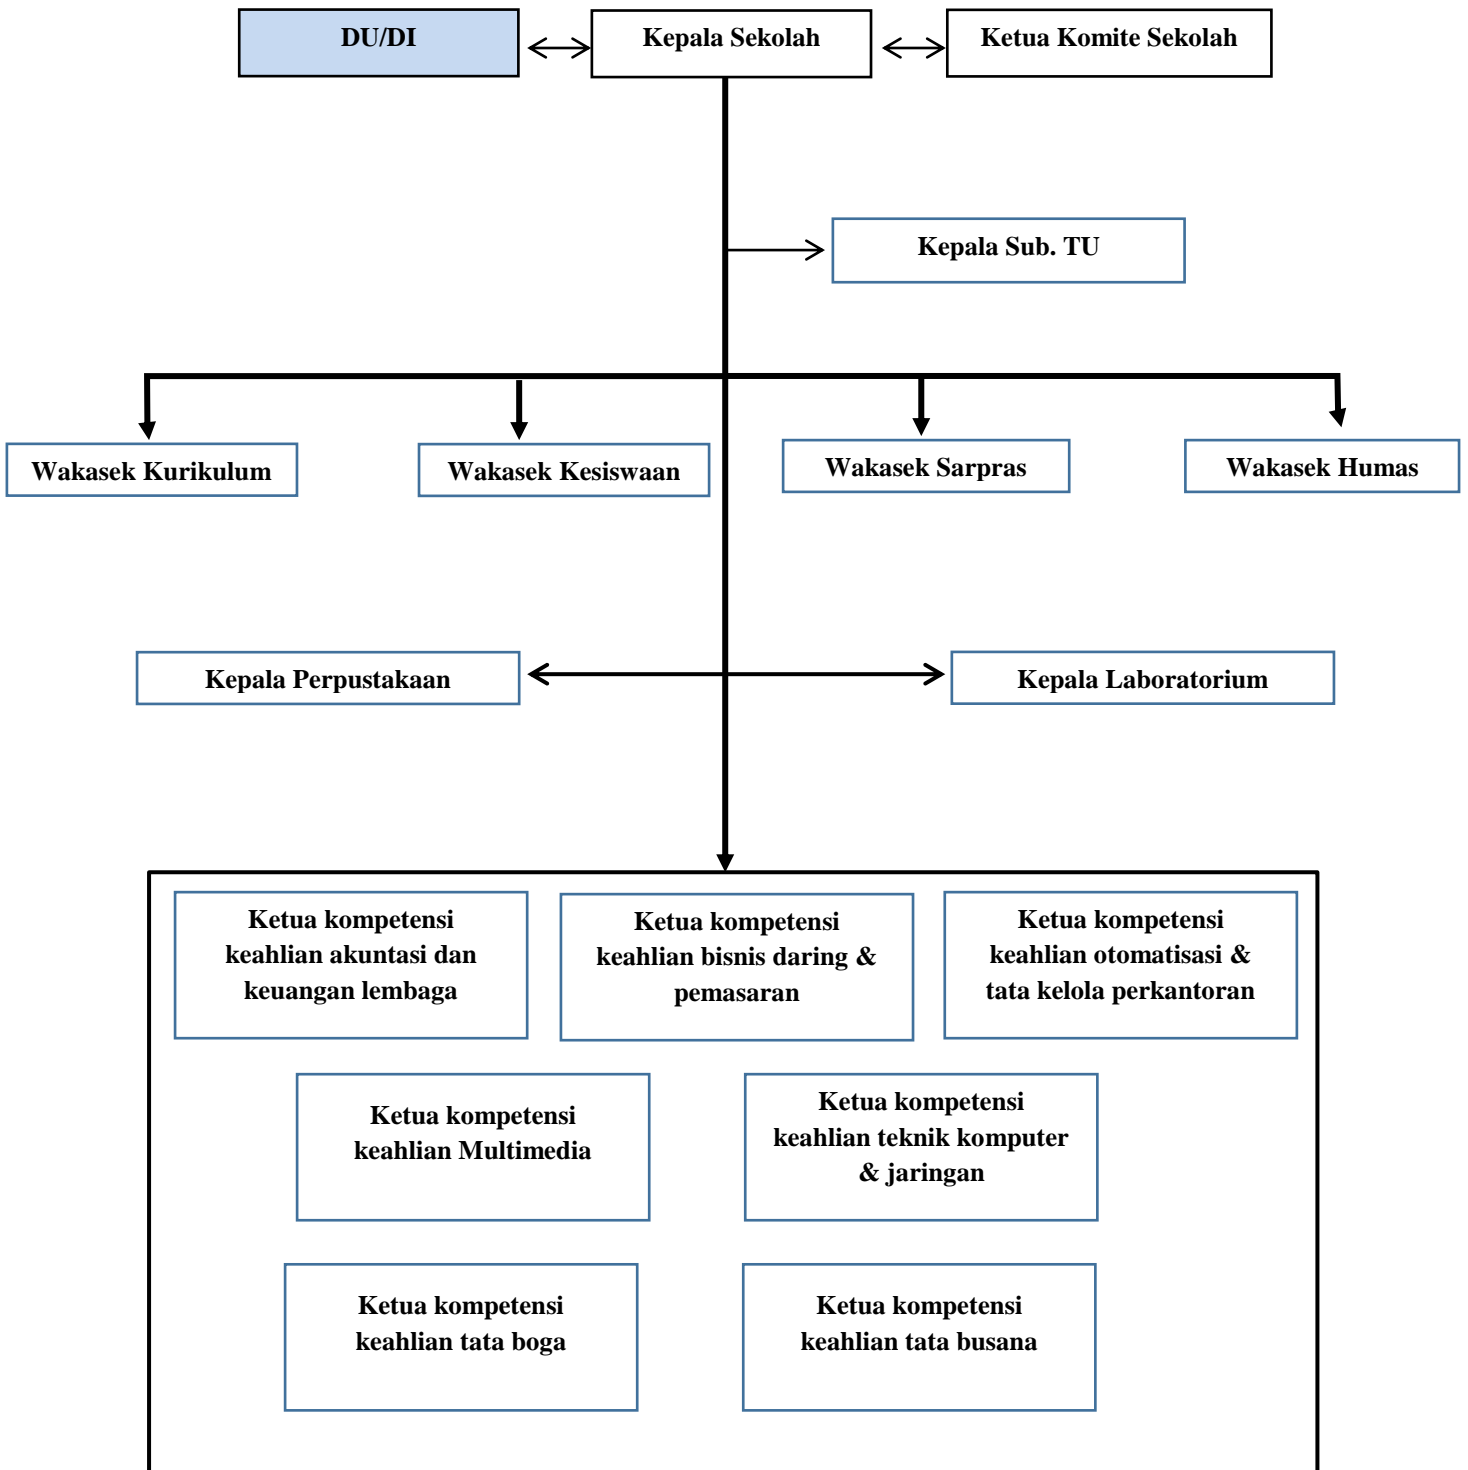 DU/DI
Kepala Sekolah
Ketua Komite Sekolah
Kepala Sub. TU
Wakasek Kurikulum
Wakasek Kesiswaan
Wakasek Sarpras
Wakasek Humas
Kepala Perpustakaan
Kepala Laboratorium
Ketua kompetensi
keahlian akuntasi dan
keuangan lembaga
Ketua kompetensi
keahlian bisnis daring &
pemasaran
Ketua kompetensi
keahlian otomatisasi &
tata kelola perkantoran
Ketua kompetensi
keahlian Multimedia
Ketua kompetensi
keahlian teknik komputer
& jaringan
Ketua kompetensi
keahlian tata boga
Ketua kompetensi
keahlian tata busana